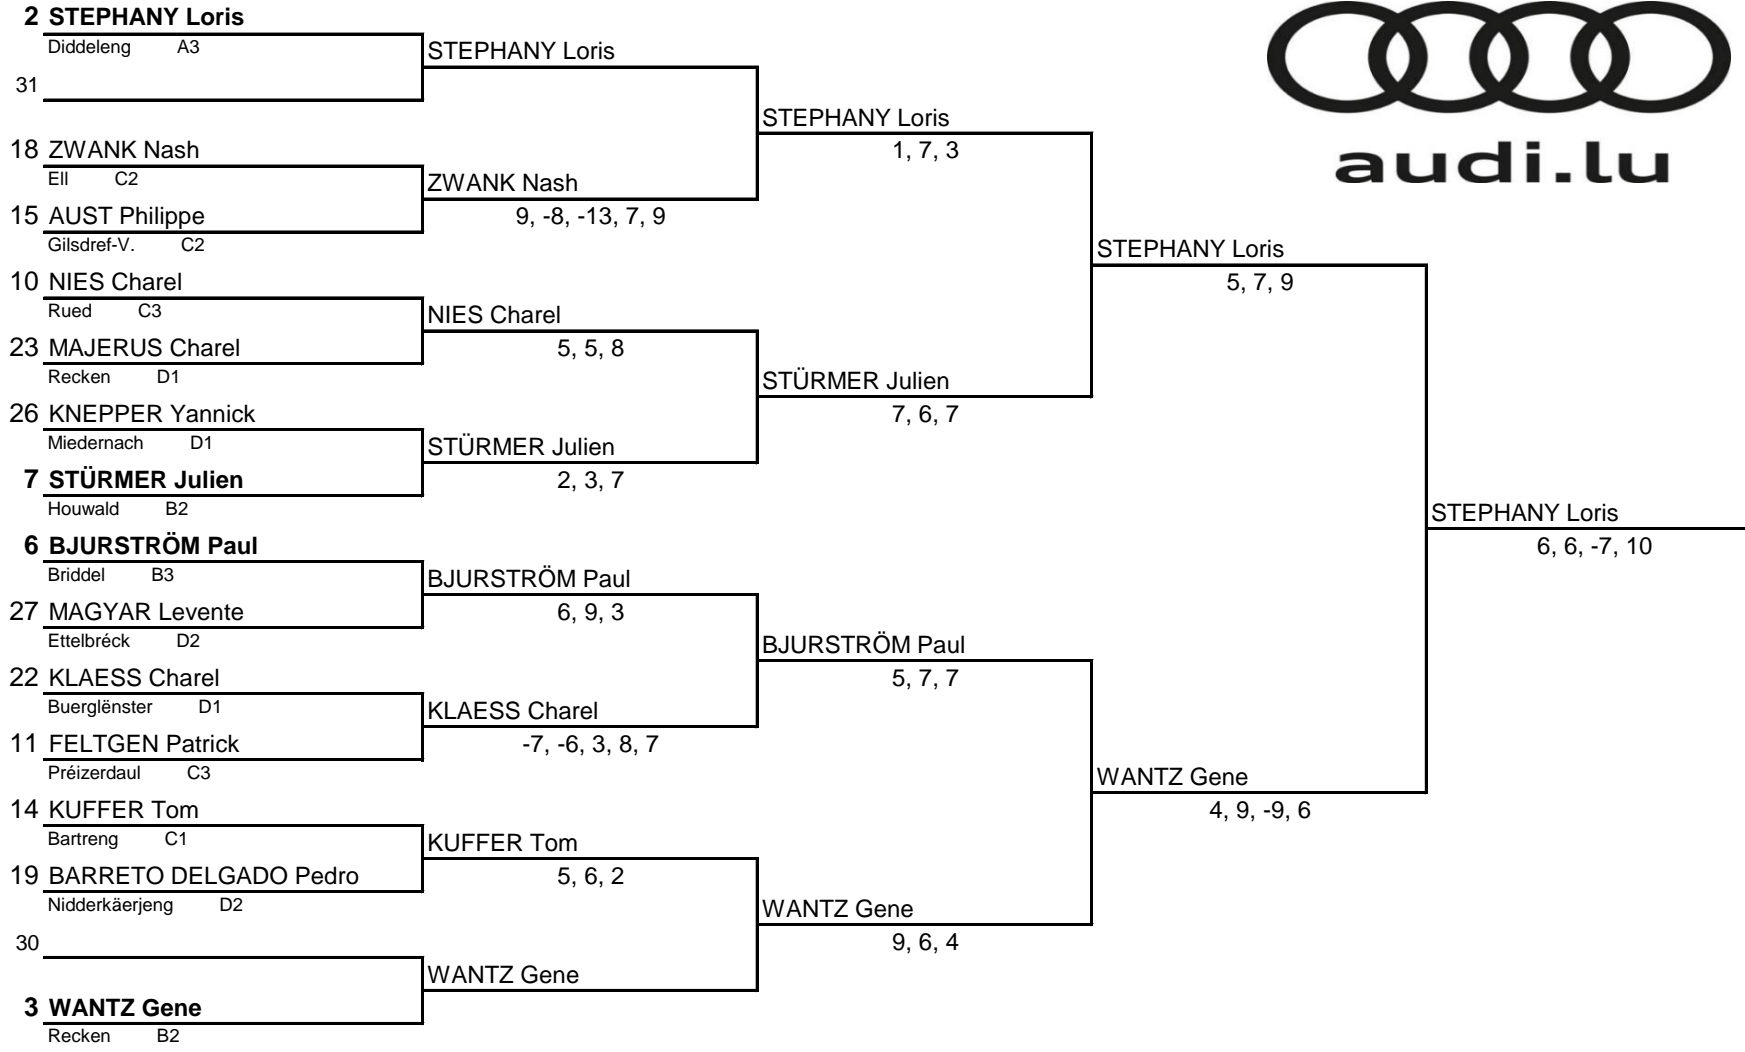 2 STEPHANY Loris
Diddeleng A3
STEPHANY Loris
31
STEPHANY Loris
1, 7, 3
audi.lu
18 ZWANK Nash
Ell C2
ZWANK Nash
9, -8, -13, 7, 9
15 AUST Philippe
Gilsdref-V. C2
STEPHANY Loris
5, 7, 9
10 NIES Charel
Rued C3
NIES Charel
5, 5, 8
23 MAJERUS Charel
Recken D1
STÜRMER Julien
7, 6, 7
26 KNEPPER Yannick
Miedernach D1
STÜRMER Julien
2, 3, 7
7 STÜRMER Julien
Houwald B2
STEPHANY Loris
6, 6, -7, 10
6 BJURSTRÖM Paul
Briddel B3
BJURSTRÖM Paul
6, 9, 3
27 MAGYAR Levente
Ettelbréck D2
BJURSTRÖM Paul
5, 7, 7
22 KLAESS Charel
Buerglënster D1
KLAESS Charel
-7, -6, 3, 8, 7
11 FELTGEN Patrick
Préizerdaul C3
WANTZ Gene
4, 9, -9, 6
14 KUFFER Tom
Bartreng C1
KUFFER Tom
5, 6, 2
19 BARRETO DELGADO Pedro
Nidderkäerjeng D2
WANTZ Gene
9, 6, 4
30
WANTZ Gene
3 WANTZ Gene
Recken B2